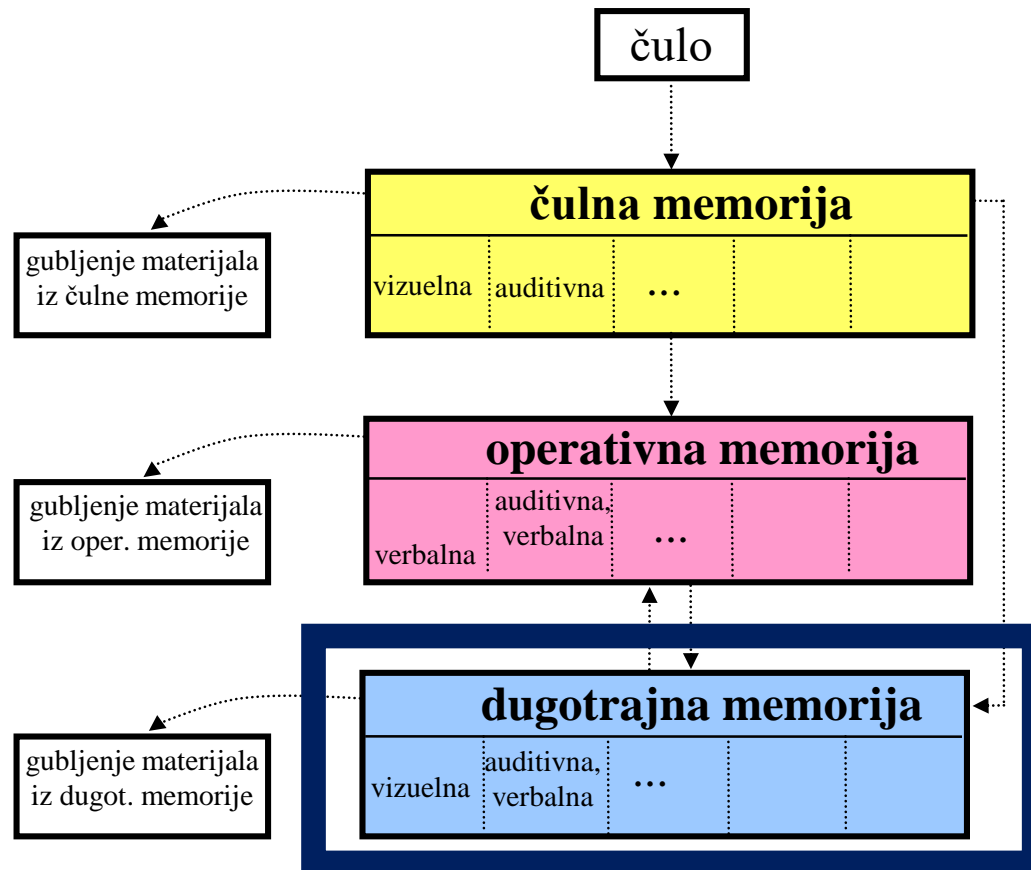 čulo
čulna memorija
gubljenje materijala
iz čulne memorije
vizuelna
auditivna
...
operativna memorija
gubljenje materijala
iz oper. memorije
verbalna
auditivna,
verbalna
...
dugotrajna memorija
gubljenje materijala
iz dugot. memorije
vizuelna
auditivna,
verbalna
...